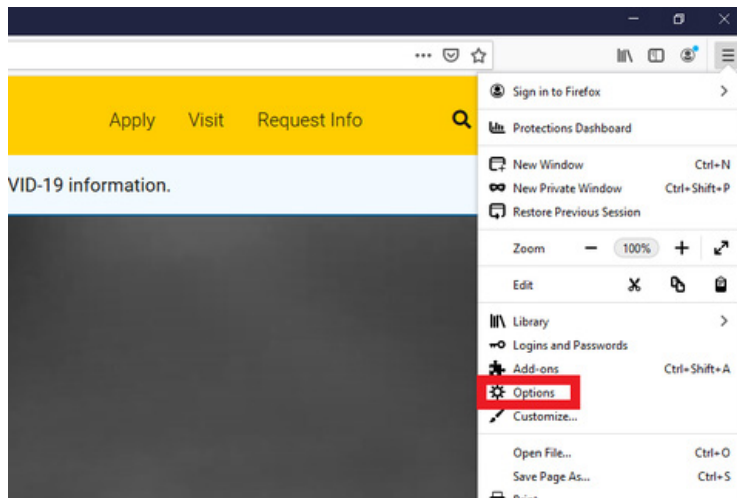 Apply Visit Request Info
VID-19 information.
Sign in to Firefox
Protections Dashboard
New Window Ctrl+N
New Private Window Ctrl+Shift+P
Restore Previous Session
Zoom 100%
Edit
Library
Logins and Passwords
Add-ons Ctrl+Shift+A
Options
Customize...
Open File... Ctrl+O
Save Page As... Ctrl+S
Print